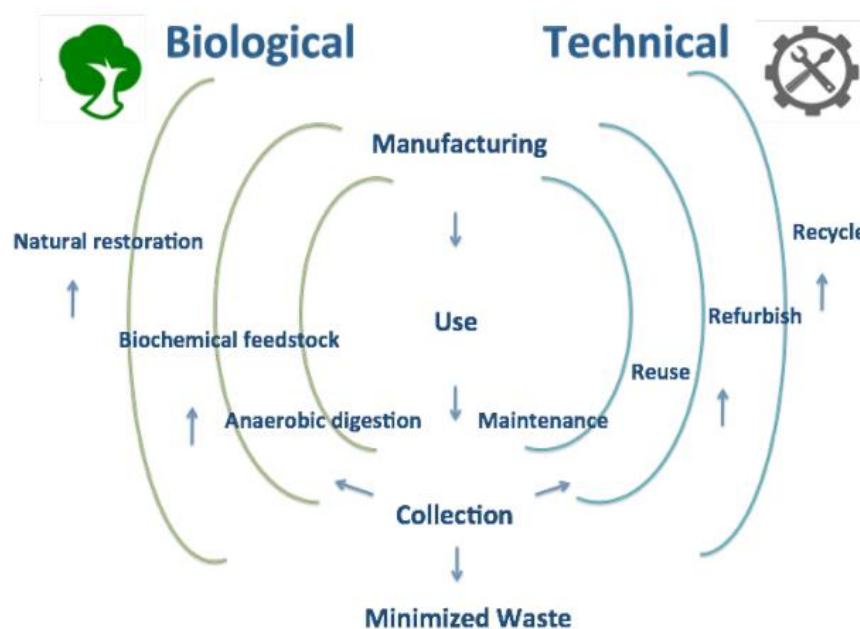 Biological
Technical
Manufacturing
Natural restoration
Recycle
Refurbish
Use
Biochemical feedstock
Reuse
Anaerobic digestion
Maintenance
Collection
Minimized Waste